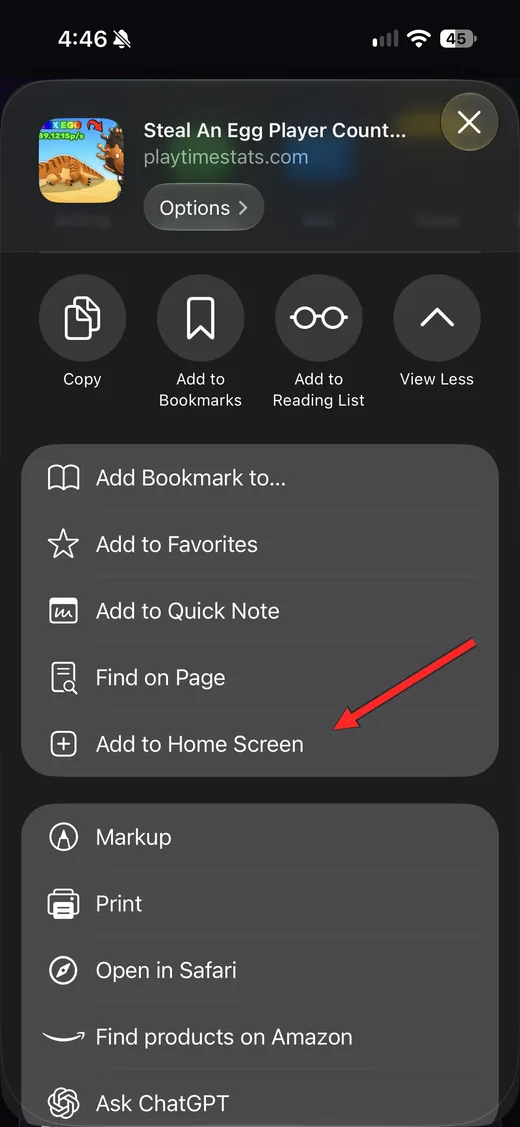 4:46
45
X EGG
Steal An Egg Player Count...
playtimestats.com
Options
Copy
Add to
Bookmarks
Add to
Reading List
View Less
Add Bookmark to...
Add to Favorites
Add to Quick Note
Find on Page
Add to Home Screen
Markup
Print
Open in Safari
Find products on Amazon
Ask ChatGPT